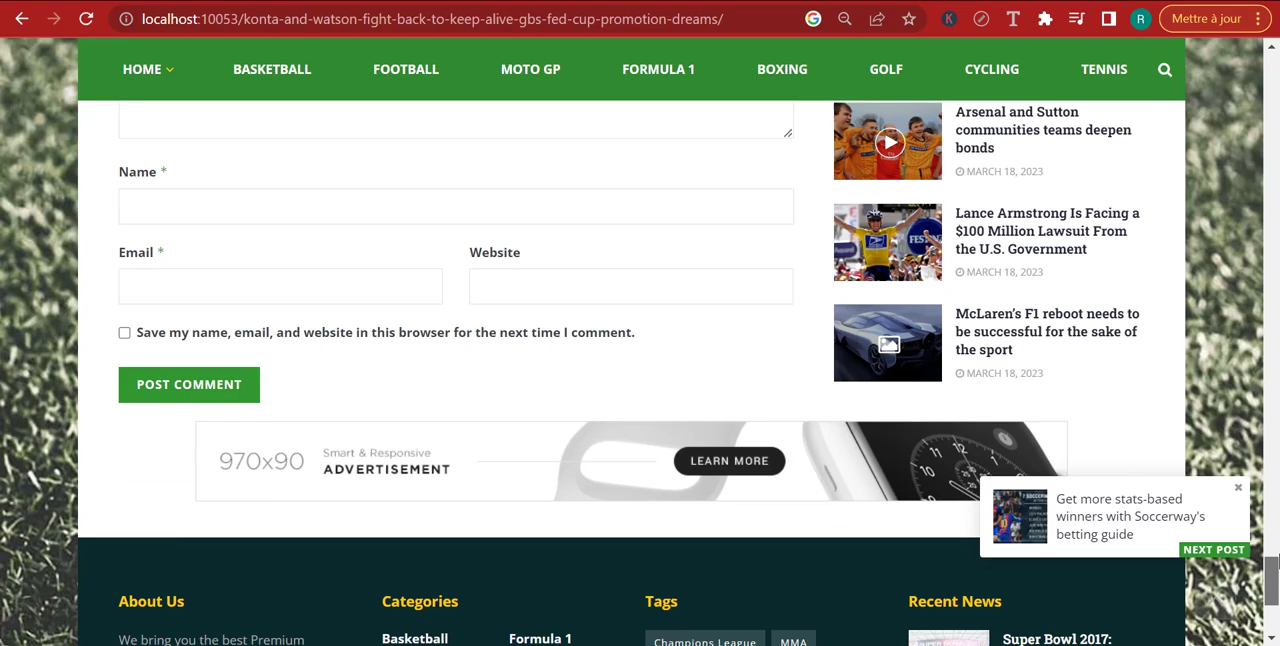 localhost:10053/konta-and-watson-fight-back-to-keep-alive-gbs-fed-cup-promotion-dreams/
K
T
R
Mettre à jour
HOME
BASKETBALL
FOOTBALL
MOTO GP
FORMULA 1
BOXING
GOLF
CYCLING
TENNIS
Arsenal and Sutton
communities teams deepen
bonds
MARCH 18, 2023
Name *
Lance Armstrong Is Facing a
$100 Million Lawsuit From
the U.S. Government
MARCH 18, 2023
Email *
Website
Save my name, email, and website in this browser for the next time I comment.
McLaren's F1 reboot needs to
be successful for the sake of
the sport
MARCH 18, 2023
POST COMMENT
970x90
Smart & Responsive
ADVERTISEMENT
LEARN MORE
Get more stats-based
winners with Soccerway's
betting guide
NEXT POST
About Us
Categories
Tags
Recent News
We bring you the best Premium
Basketball
Formula 1
Champions League
MMA
Super Bowl 2017: